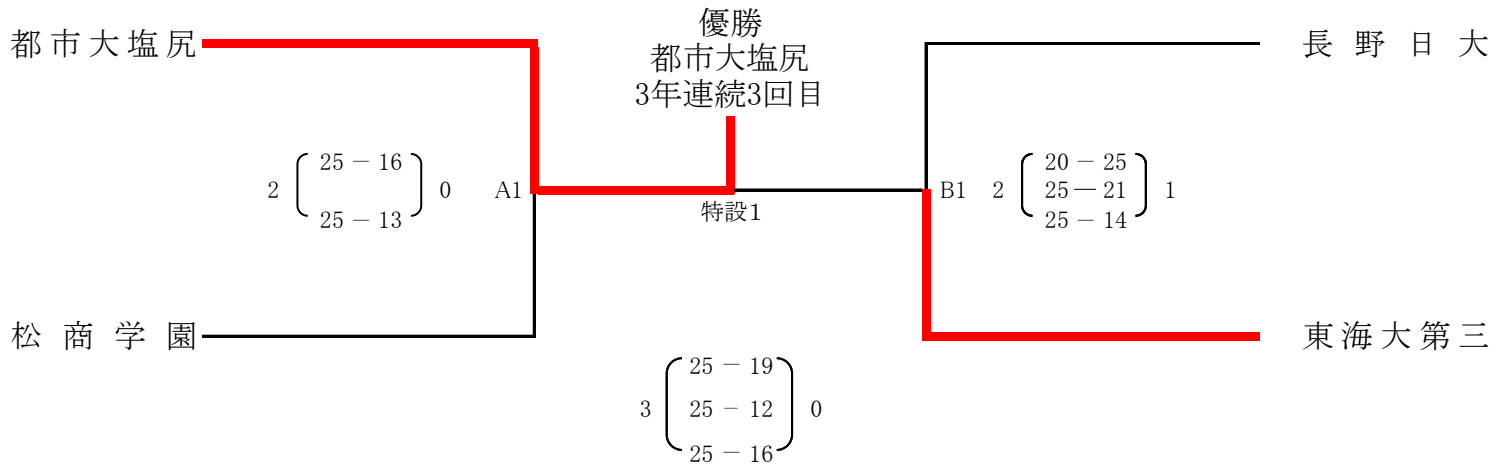 優勝
都市大塩尻
3年連続3回目
都市大塩尻
長野日大
2 25 － 16 0
25 － 13
A1
特設1
B1
2 20 － 25 1
25 － 21
25 － 14
松商学園
東海大第三
25 － 19
3 25 － 12 0
25 － 16